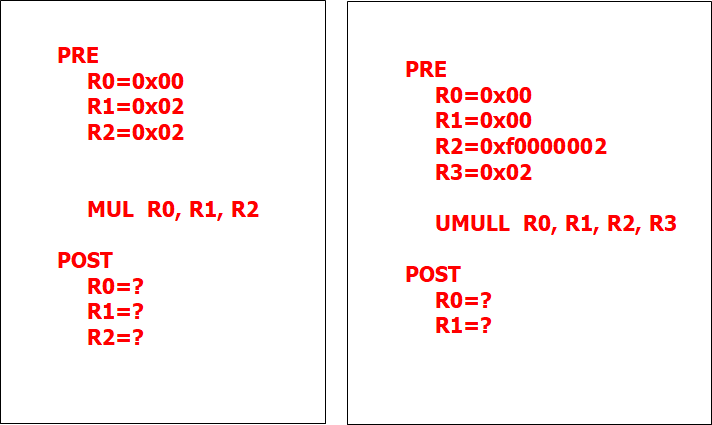 PRE
R0=0x00
R1=0x02
R2=0x02
MUL R0, R1, R2
POST
R0=?
R1=?
R2=?
PRE
R0=0x00
R1=0x00
R2=0xf0000002
R3=0x02
UMULL R0, R1, R2, R3
POST
R0=?
R1=?